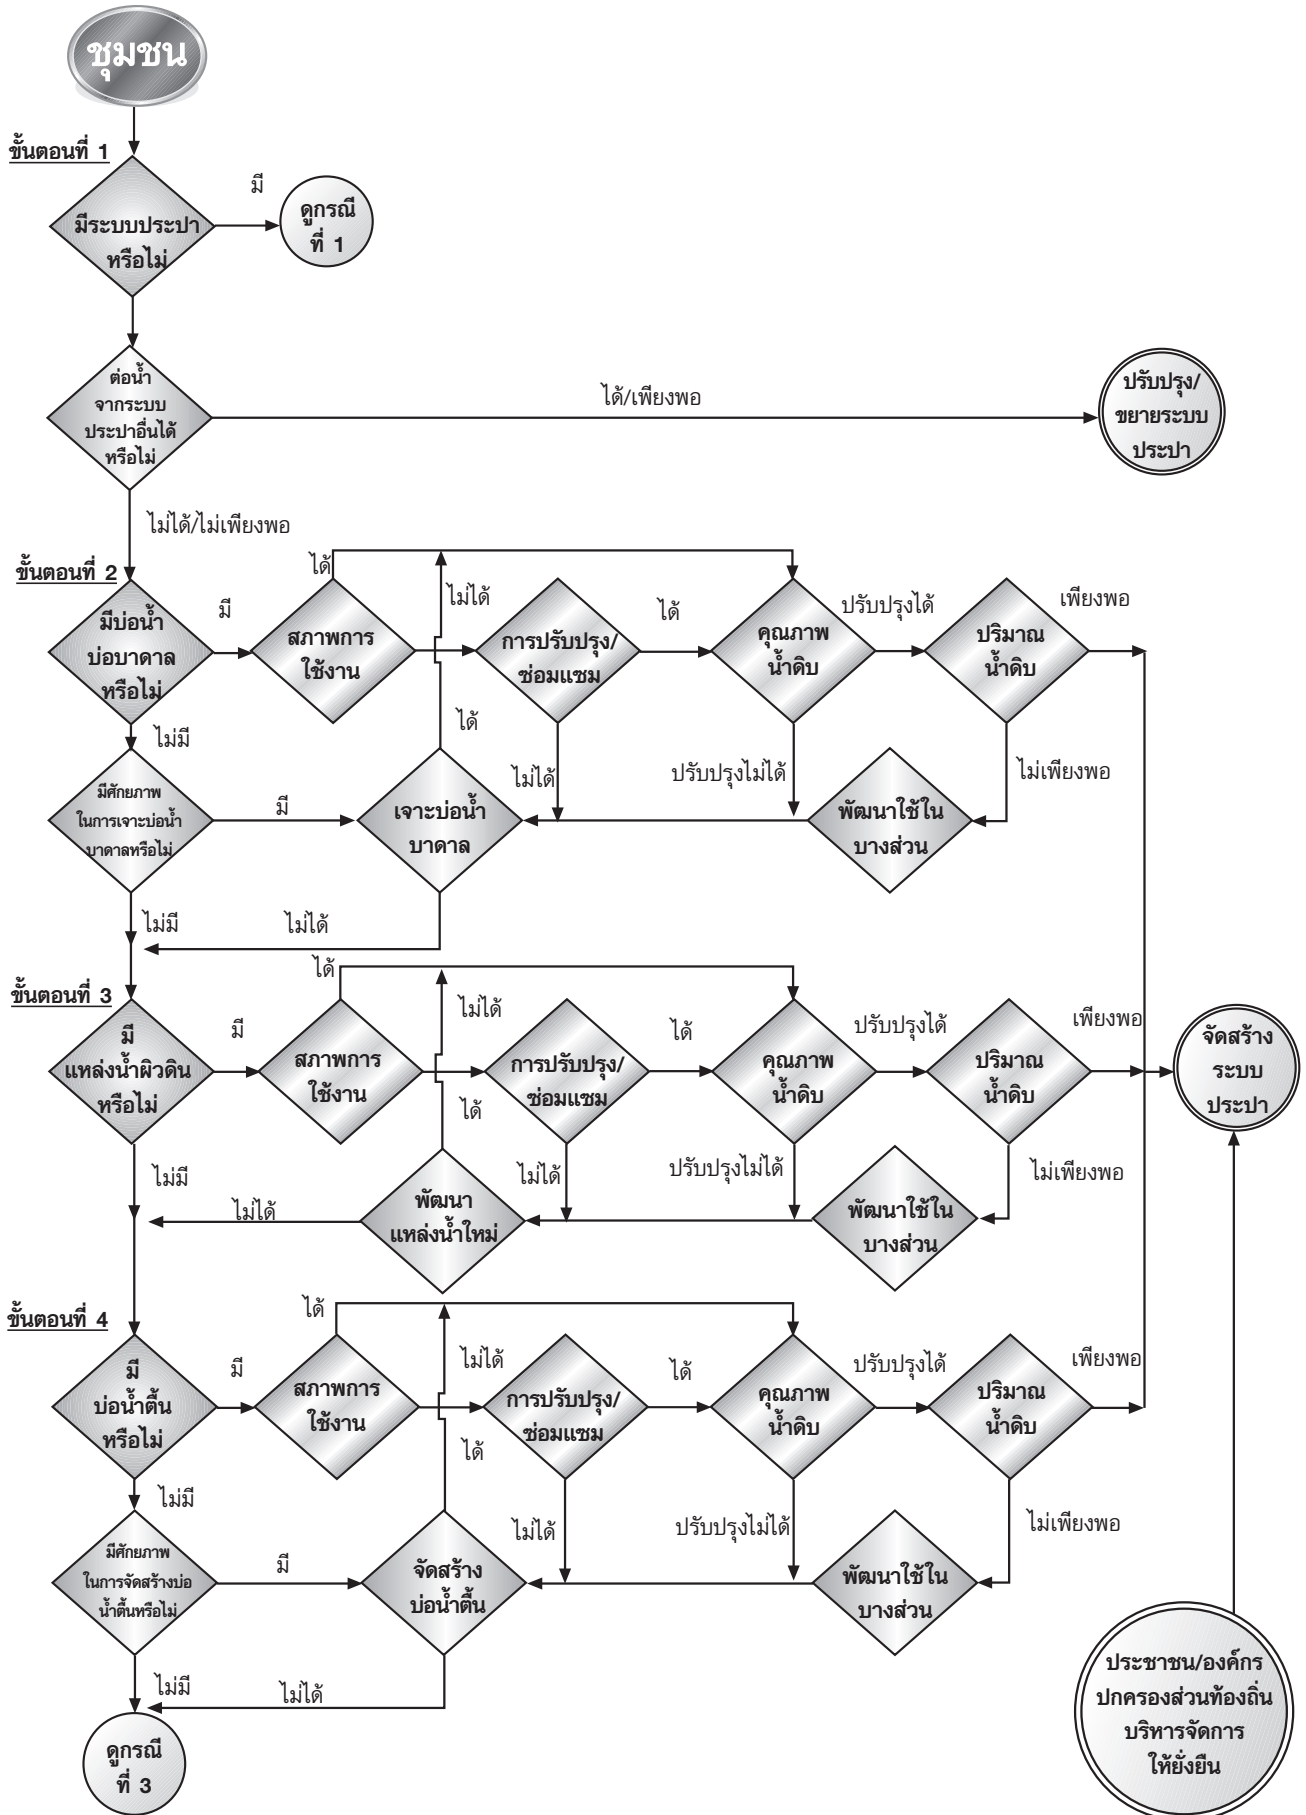 ชุมชน
ขั้นตอนที่ 1
มีระบบประปา
หรือไม่
มี
ดูกรณี
ที่ 1
ต่อน้ำ
จากระบบ
ประปาอื่นได้
หรือไม่
ได้/เพียงพอ
ปรับปรุง/
ขยายระบบ
ประปา
ไม่ได้/ไม่เพียงพอ
ขั้นตอนที่ 2
มีบ่อน้ำ
บ่อบาดาล
หรือไม่
มี
สภาพการ
ใช้งาน
ได้
ไม่ได้
การปรับปรุง/
ซ่อมแซม
ได้
คุณภาพ
น้ำดิบ
ปรับปรุงได้
ปริมาณ
น้ำดิบ
เพียงพอ
ไม่มี
มีศักยภาพ
ในการเจาะบ่อน้ำ
บาดาลหรือไม่
มี
เจาะบ่อน้ำ
บาดาล
ได้
ไม่ได้
ปรับปรุงไม่ได้
พัฒนาใช้ใน
บางส่วน
ไม่เพียงพอ
ไม่มี
ไม่ได้
ขั้นตอนที่ 3
มี
แหล่งน้ำผิวดิน
หรือไม่
มี
สภาพการ
ใช้งาน
ได้
ไม่ได้
การปรับปรุง/
ซ่อมแซม
ได้
คุณภาพ
น้ำดิบ
ปรับปรุงได้
ปริมาณ
น้ำดิบ
เพียงพอ
จัดสร้าง
ระบบ
ประปา
ไม่มี
ไม่ได้
พัฒนา
แหล่งน้ำใหม่
ได้
ไม่ได้
ปรับปรุงไม่ได้
พัฒนาใช้ใน
บางส่วน
ไม่เพียงพอ
ขั้นตอนที่ 4
มี
บ่อน้ำตื้น
หรือไม่
มี
สภาพการ
ใช้งาน
ได้
ไม่ได้
การปรับปรุง/
ซ่อมแซม
ได้
คุณภาพ
น้ำดิบ
ปรับปรุงได้
ปริมาณ
น้ำดิบ
เพียงพอ
ไม่มี
มีศักยภาพ
ในการจัดสร้างบ่อ
น้ำตื้นหรือไม่
มี
จัดสร้าง
บ่อน้ำตื้น
ได้
ไม่ได้
ปรับปรุงไม่ได้
พัฒนาใช้ใน
บางส่วน
ไม่เพียงพอ
ไม่มี
ไม่ได้
ดูกรณี
ที่ 3
ประชาชน/องค์กร
ปกครองส่วนท้องถิ่น
บริหารจัดการ
ให้ยั่งยืน